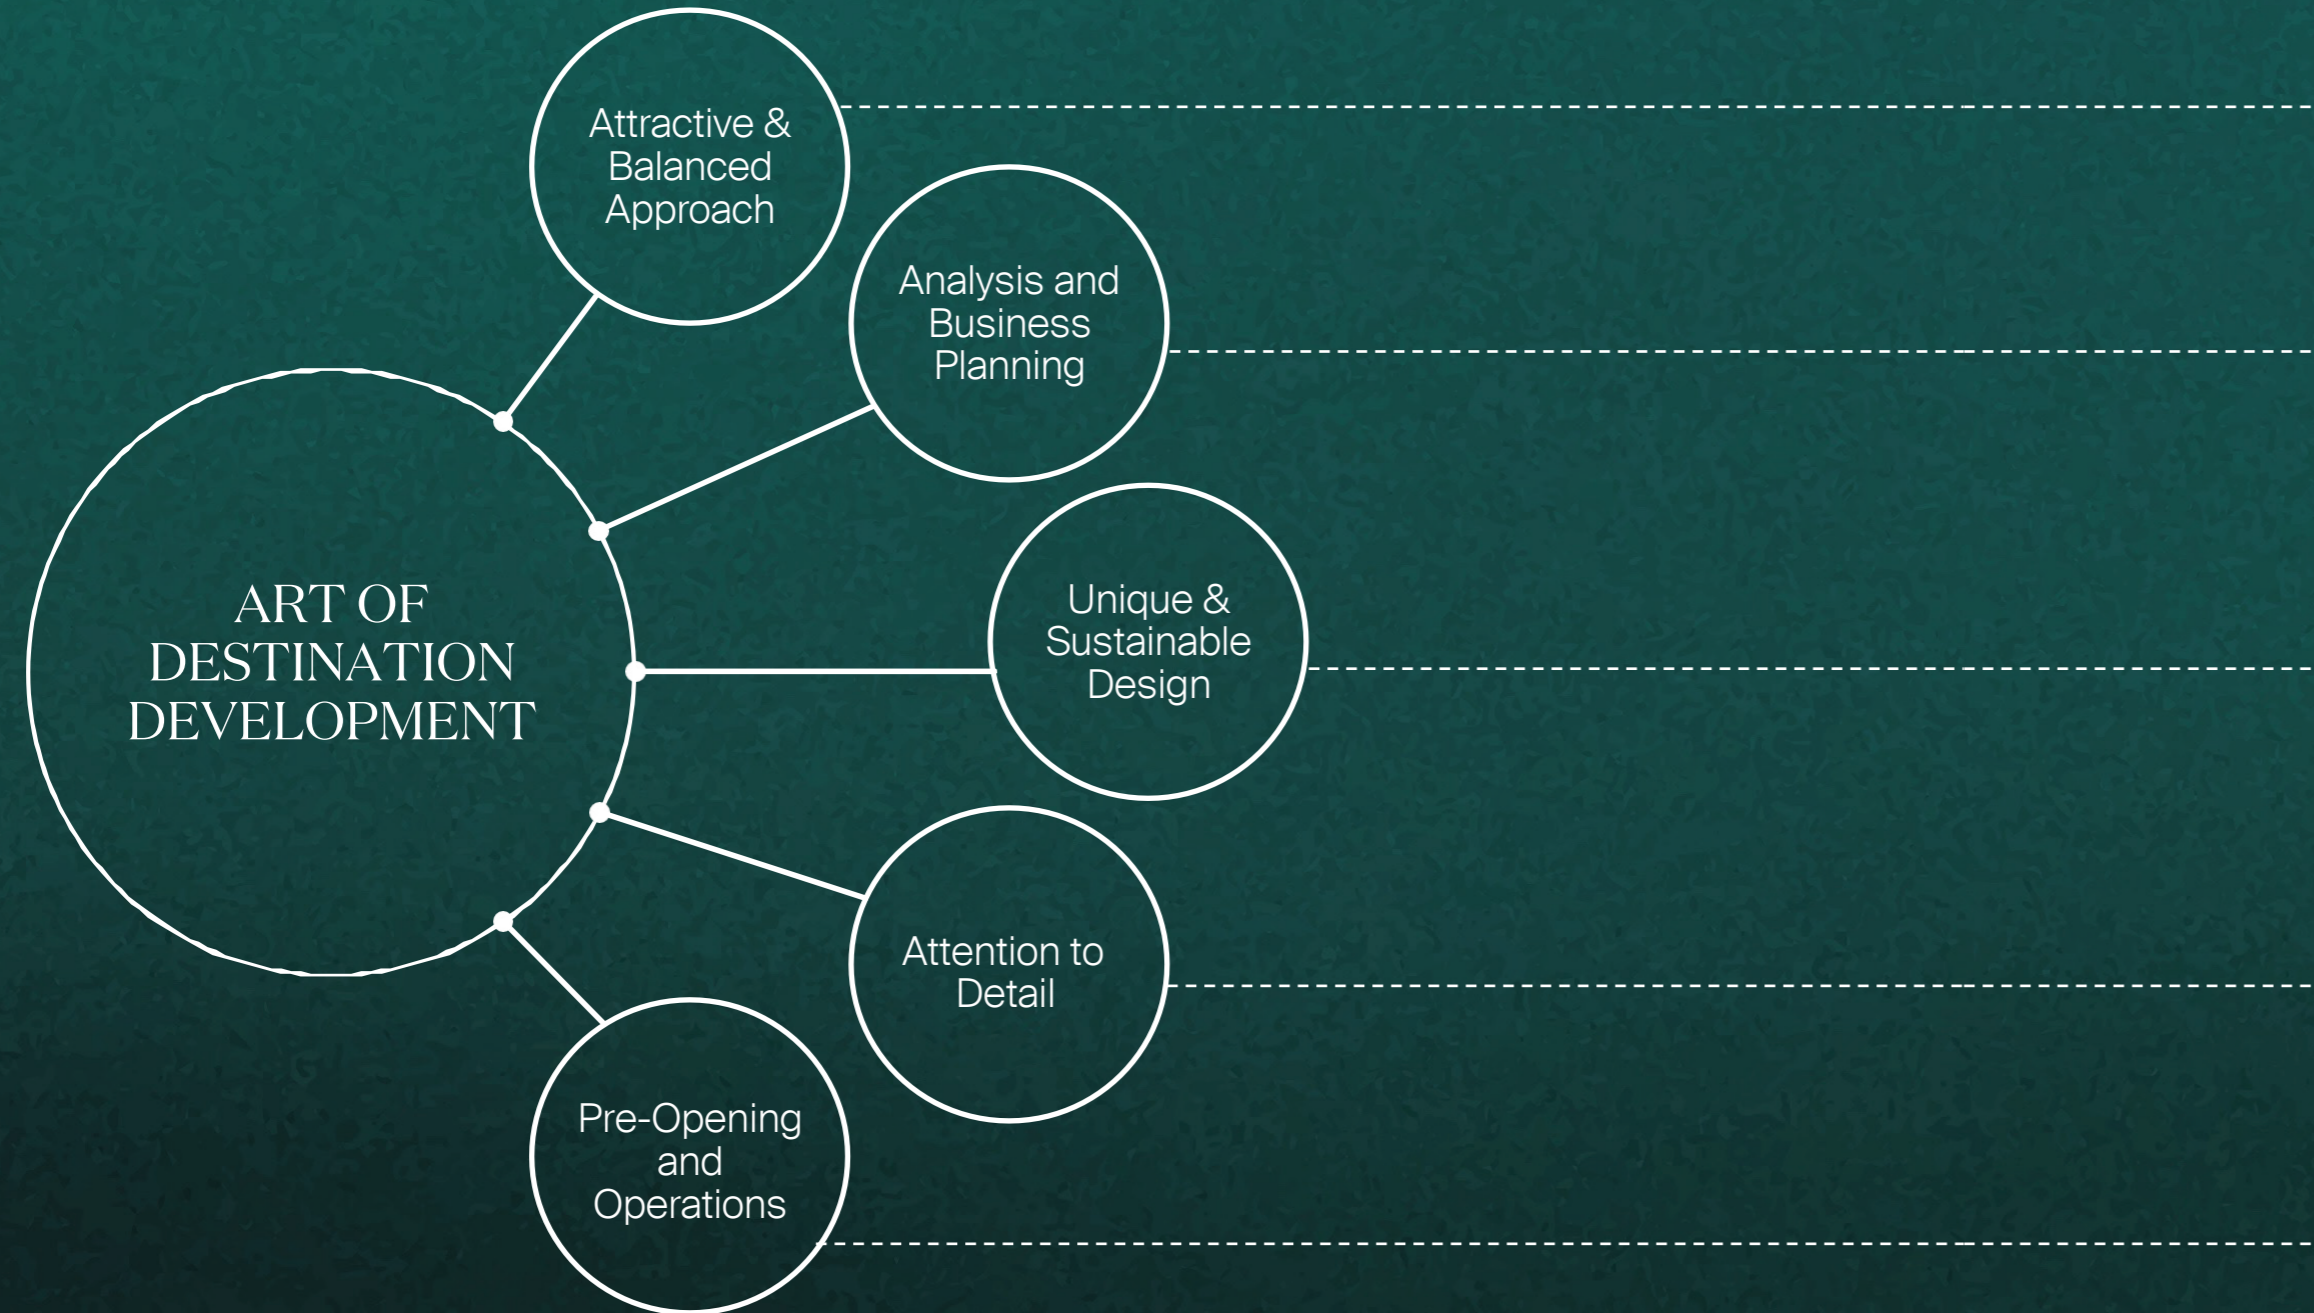 Attractive &
Balanced
Approach
Analysis and
Business
Planning
ART OF
DESTINATION
DEVELOPMENT
Unique &
Sustainable
Design
Attention to
Detail
Pre-Opening
and
Operations